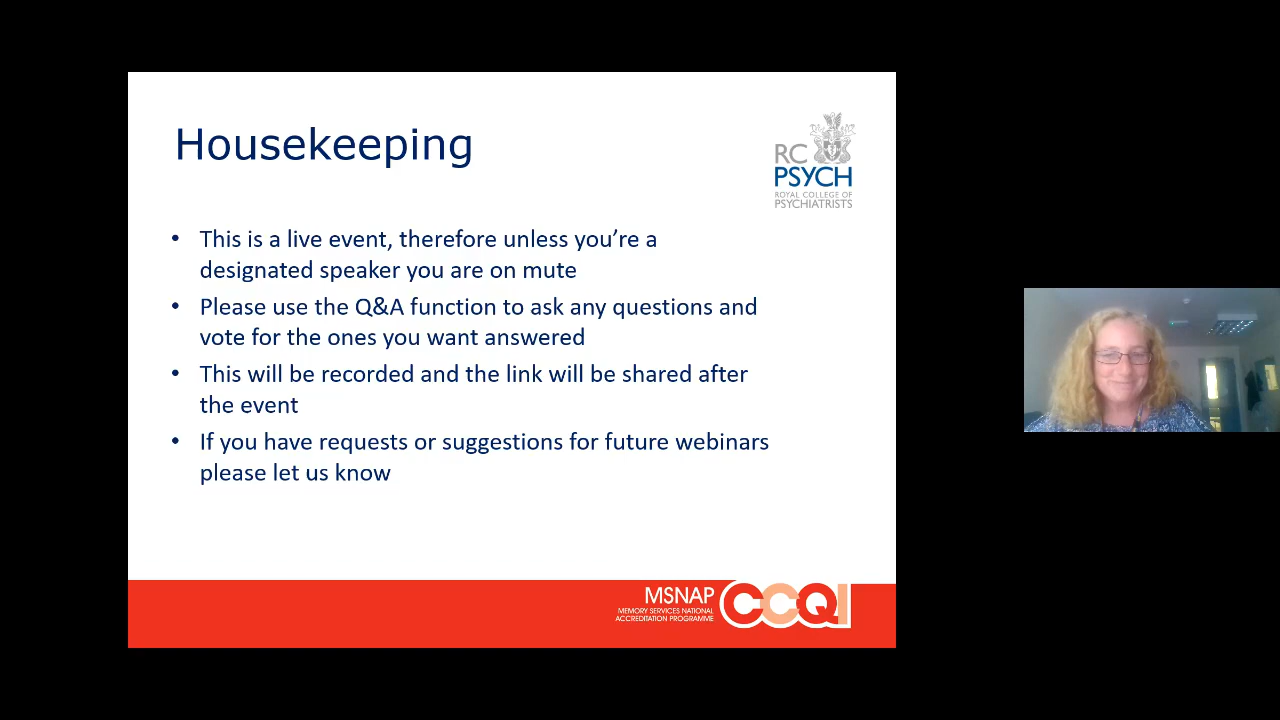 Housekeeping
RC
PSYCH
ROYAL COLLEGE OF
PSYCHIATRISTS
• This is a live event, therefore unless you’re a
designated speaker you are on mute
• Please use the Q&A function to ask any questions and
vote for the ones you want answered
• This will be recorded and the link will be shared after
the event
• If you have requests or suggestions for future webinars
please let us know
MSNAP
MEMORY SERVICES NATIONAL
ACCREDITATION PROGRAMME
CCQI